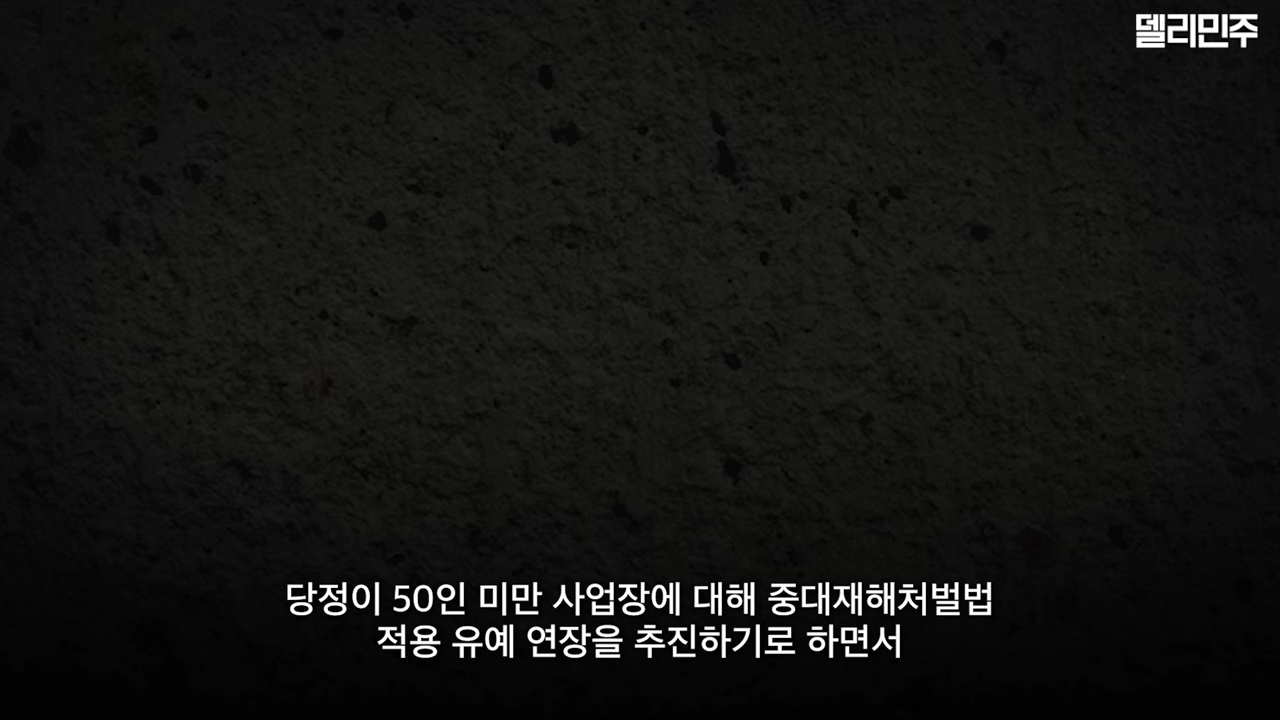 델리민주
당정이 50인 미만 사업장에 대해 중대재해처벌법
적용 유예 연장을 추진하기로 하면서